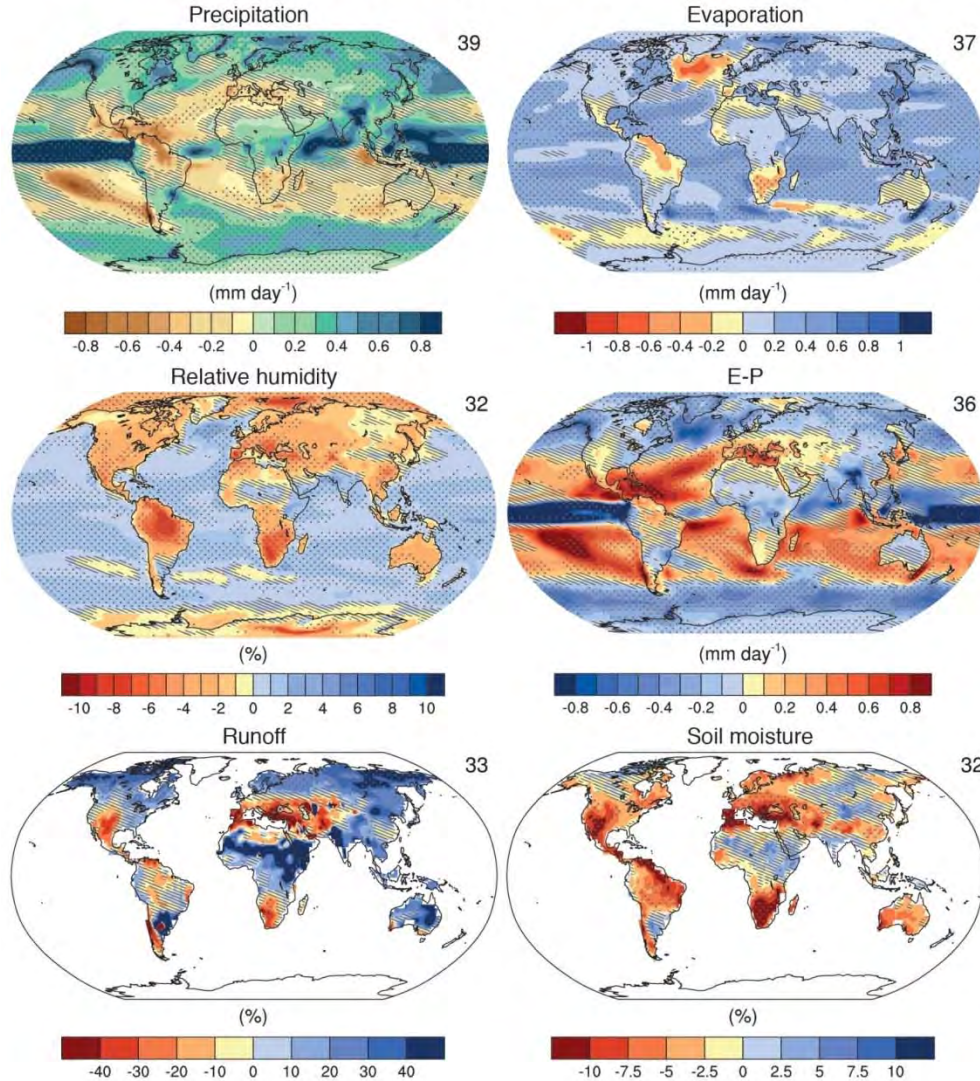 Precipitation
39
(mm day-1)
-0.8 -0.6 -0.4 -0.2 0 0.2 0.4 0.6 0.8
Evaporation
37
(mm day-1)
-1 -0.8 -0.6 -0.4 -0.2 0 0.2 0.4 0.6 0.8 1
Relative humidity
32
(%)
-10 -8 -6 -4 -2 0 2 4 6 8 10
E-P
36
(mm day-1)
-0.8 -0.6 -0.4 -0.2 0 0.2 0.4 0.6 0.8
Runoff
33
(%)
-40 -30 -20 -10 0 10 20 30 40
Soil moisture
32
(%)
-10 -7.5 -5 -2.5 0 2.5 5 7.5 10